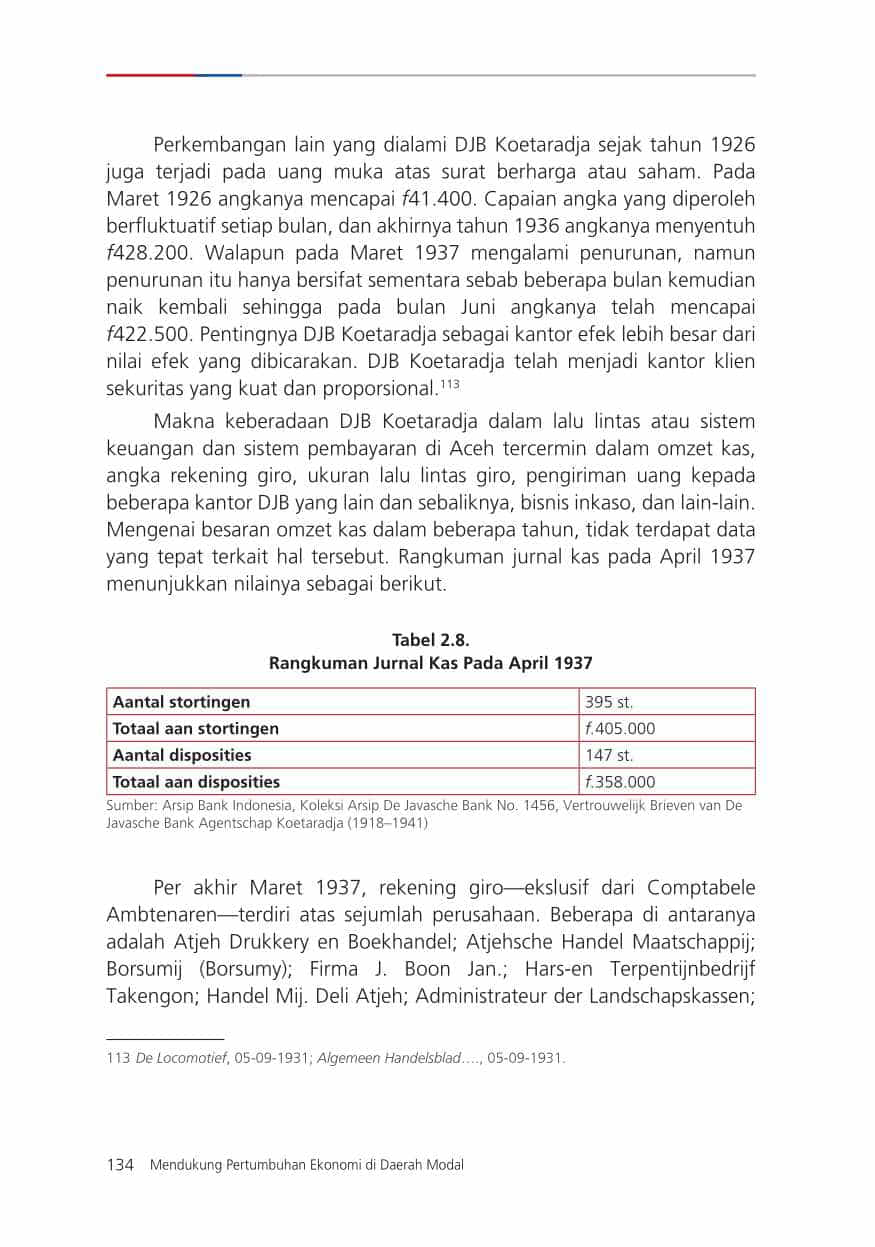 Perkembangan lain yang dialami DJB Koetaradja sejak tahun 1926
juga terjadi pada uang muka atas surat berharga atau saham. Pada
Maret 1926 angkanya mencapai f41.400. Capaian angka yang diperoleh
berfluktuatif setiap bulan, dan akhirnya tahun 1936 angkanya menyentuh
f428.200. Walapun pada Maret 1937 mengalami penurunan, namun
penurunan itu hanya bersifat sementara sebab beberapa bulan kemudian
naik kembali sehingga pada bulan Juni angkanya telah mencapai
f422.500. Pentingnya DJB Koetaradja sebagai kantor efek lebih besar dari
nilai efek yang dibicarakan. DJB Koetaradja telah menjadi kantor klien
sekuritas yang kuat dan proporsional.113
Makna keberadaan DJB Koetaradja dalam lalu lintas atau sistem
keuangan dan sistem pembayaran di Aceh tercermin dalam omzet kas,
angka rekening giro, ukuran lalu lintas giro, pengiriman uang kepada
beberapa kantor DJB yang lain dan sebaliknya, bisnis inkaso, dan lain-lain.
Mengenai besaran omzet kas dalam beberapa tahun, tidak terdapat data
yang tepat terkait hal tersebut. Rangkuman jurnal kas pada April 1937
menunjukkan nilainya sebagai berikut.
Tabel 2.8.
Rangkuman Jurnal Kas Pada April 1937
Aantal stortingen 395 st.
Totaal aan stortingen f.405.000
Aantal disposities 147 st.
Totaal aan disposities f.358.000
Sumber: Arsip Bank Indonesia, Koleksi Arsip De Javasche Bank No. 1456, Vertrouwelijk Brieven van De
Javasche Bank Agentschap Koetaradja (1918–1941)
Per akhir Maret 1937, rekening giro—ekslusif dari Comptabele
Ambtenaren—terdiri atas sejumlah perusahaan. Beberapa di antaranya
adalah Atjeh Drukkery en Boekhandel; Atjehsche Handel Maatschappij;
Borsumij (Borsumy); Firma J. Boon Jan.; Hars-en Terpentijnbedrijf
Takengon; Handel Mij. Deli Atjeh; Administrateur der Landschapskassen;
113 De Locomotief, 05-09-1931; Algemeen Handelsblad…., 05-09-1931.
134 Mendukung Pertumbuhan Ekonomi di Daerah Modal